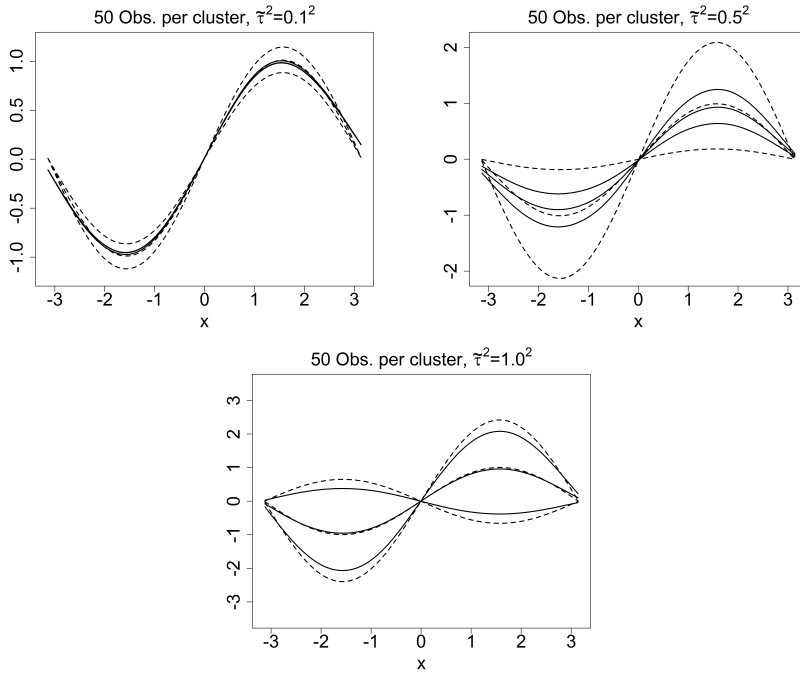 50 Obs. per cluster, τ̃²=0.1²
1.0
0.5
0.0
-0.5
-1.0
-3 -2 -1 0 1 2 3
x
50 Obs. per cluster, τ̃²=0.5²
2
1
0
-1
-2
-3 -2 -1 0 1 2 3
x
50 Obs. per cluster, τ̃²=1.0²
3
2
1
0
-1
-2
-3
-3 -2 -1 0 1 2 3
x